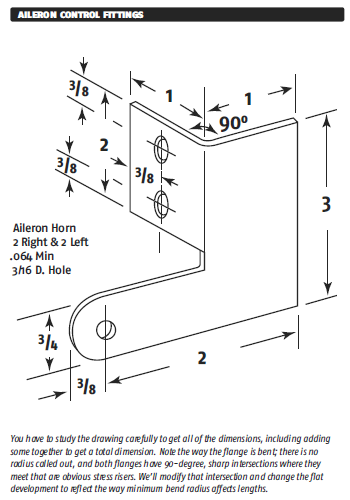 AILERON CONTROL FITTINGS
3/8
1
1
90º
2
3/8
3/8
3
Aileron Horn
2 Right & 2 Left
.064 Min
3/16 D. Hole
3/4
2
3/8
You have to study the drawing carefully to get all of the dimensions, including adding
some together to get a total dimension. Note the way the flange is bent; there is no
radius called out, and both flanges have 90-degree, sharp intersections where they
meet that are obvious stress risers. We'll modify that intersection and change the flat
development to reflect the way minimum bend radius affects lengths.